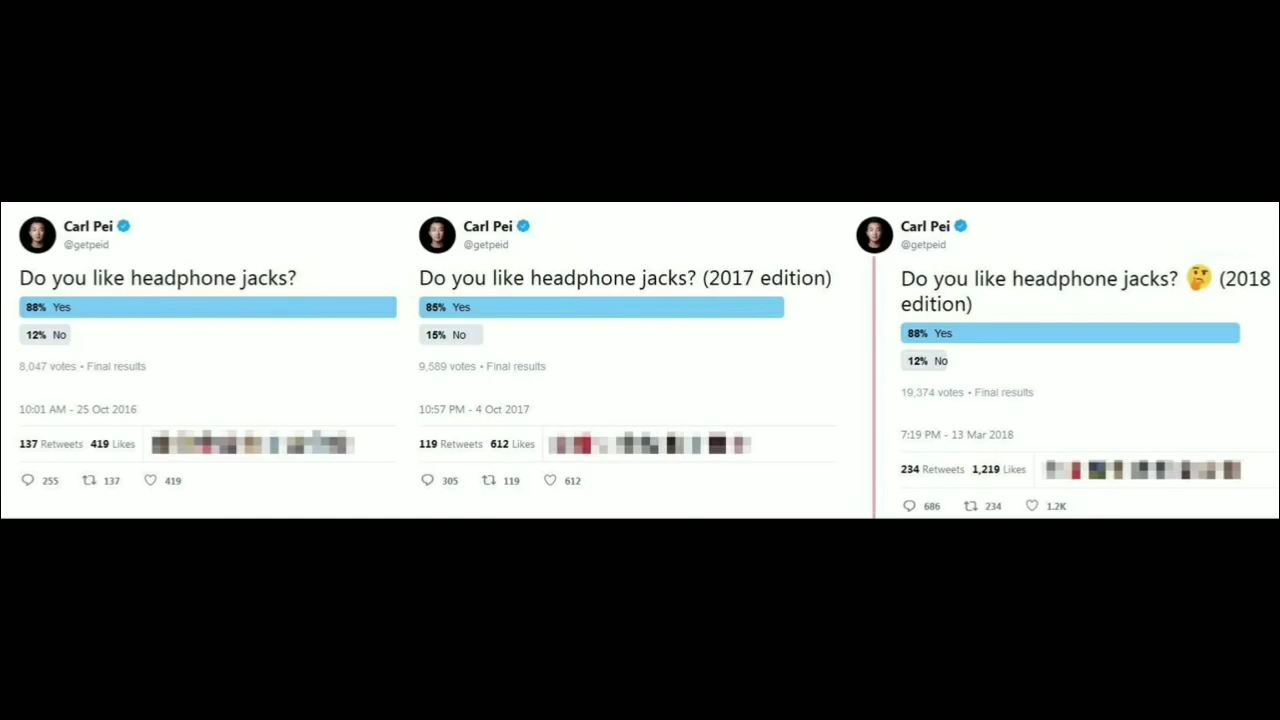 Carl Pei
@getpeid
Do you like headphone jacks?
88% Yes
12% No
8,047 votes • Final results
10:01 AM - 25 Oct 2016
137 Retweets 419 Likes
255 137 419
Carl Pei
@getpeid
Do you like headphone jacks? (2017 edition)
85% Yes
15% No
9,589 votes • Final results
10:57 PM - 4 Oct 2017
119 Retweets 612 Likes
305 119 612
Carl Pei
@getpeid
Do you like headphone jacks? 🤔 (2018
edition)
88% Yes
12% No
19,374 votes • Final results
7:19 PM - 13 Mar 2018
234 Retweets 1,219 Likes
686 234 1.2K